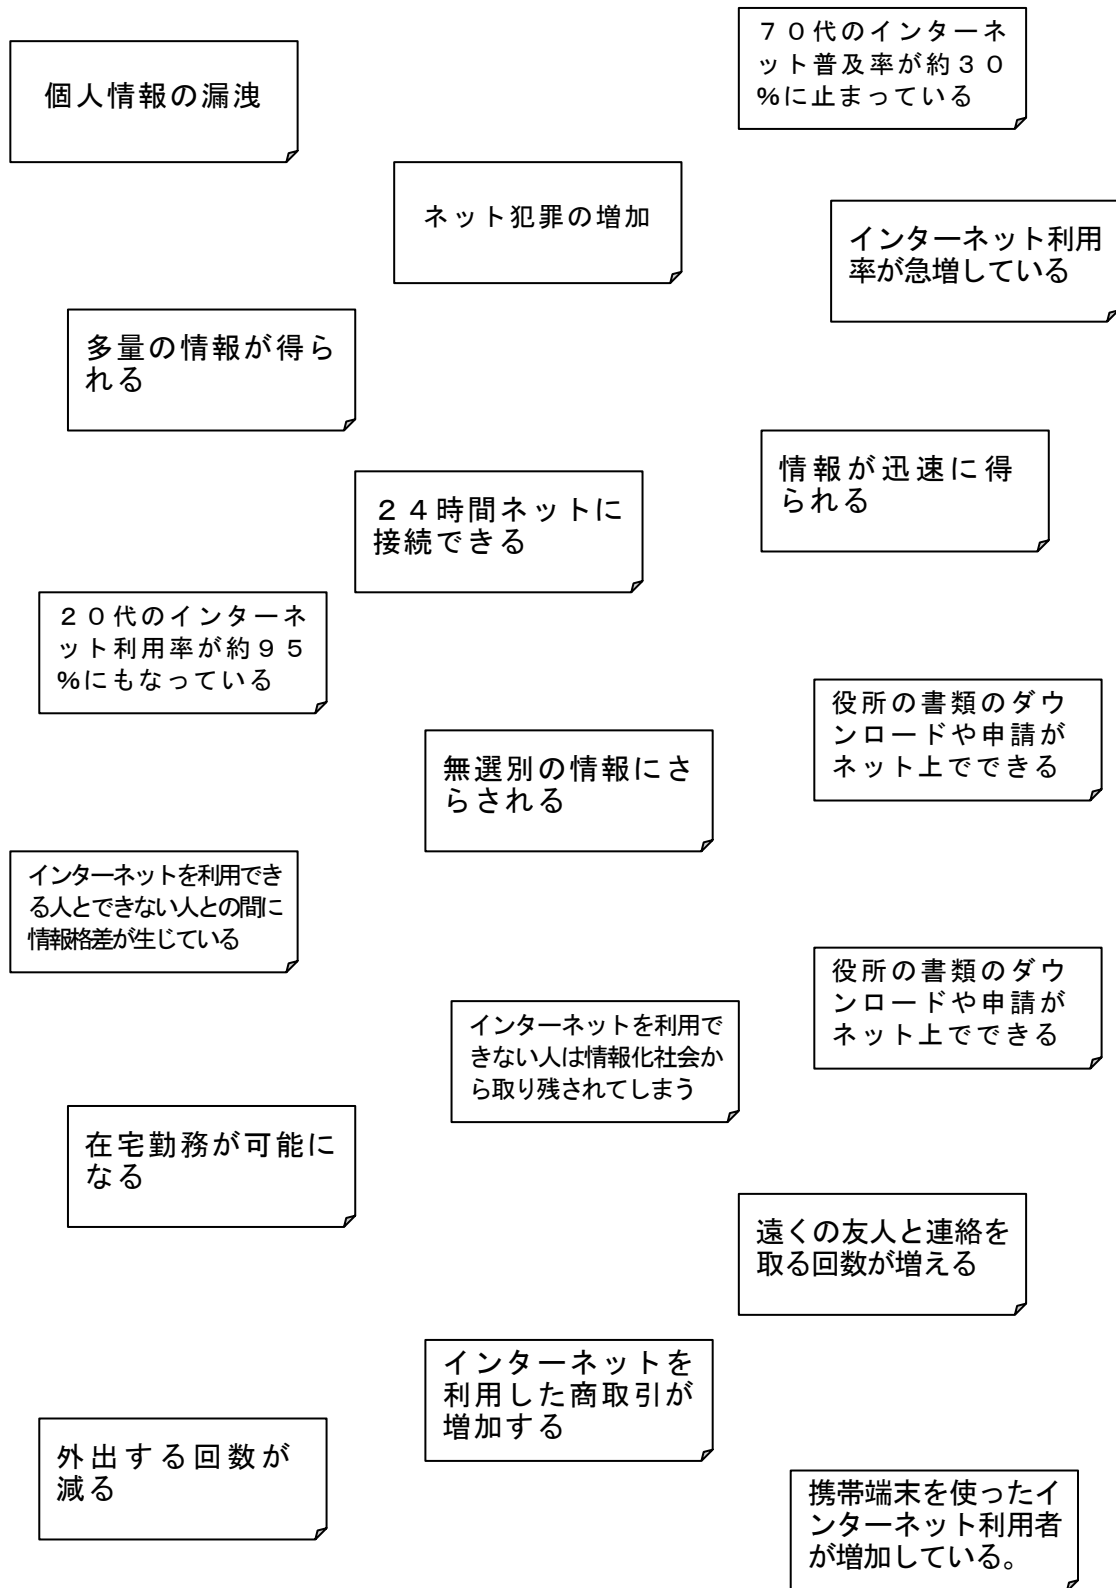 個人情報の漏洩
７０代のインターネ
ット普及率が約３０
%に止まっている
ネット犯罪の増加
インターネット利用
率が急増している
多量の情報が得ら
れる
情報が迅速に得
られる
２４時間ネットに
接続できる
２０代のインターネ
ット利用率が約９５
%にもなっている
役所の書類のダウ
ンロードや申請が
ネット上でできる
無選別の情報にさ
らされる
インターネットを利用でき
る人とできない人との間に
情報格差が生じている
役所の書類のダウ
ンロードや申請が
ネット上でできる
インターネットを利用で
きない人は情報化社会か
ら取り残されてしまう
在宅勤務が可能に
なる
遠くの友人と連絡を
取る回数が増える
インターネットを
利用した商取引が
増加する
外出する回数が
減る
携帯端末を使ったイ
ンターネット利用者
が増加している。